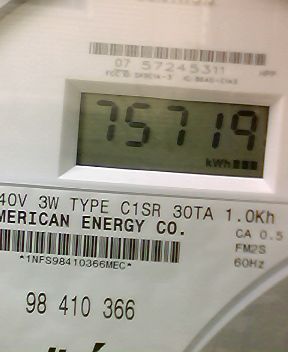 07 57245311
75719
kWh
40V 3W TYPE C1SR 30TA 1.0Kh
MERICAN ENERGY CO.
CA 0.5
FM2S
*1NFS98410366MEC*
60Hz
98 410 366